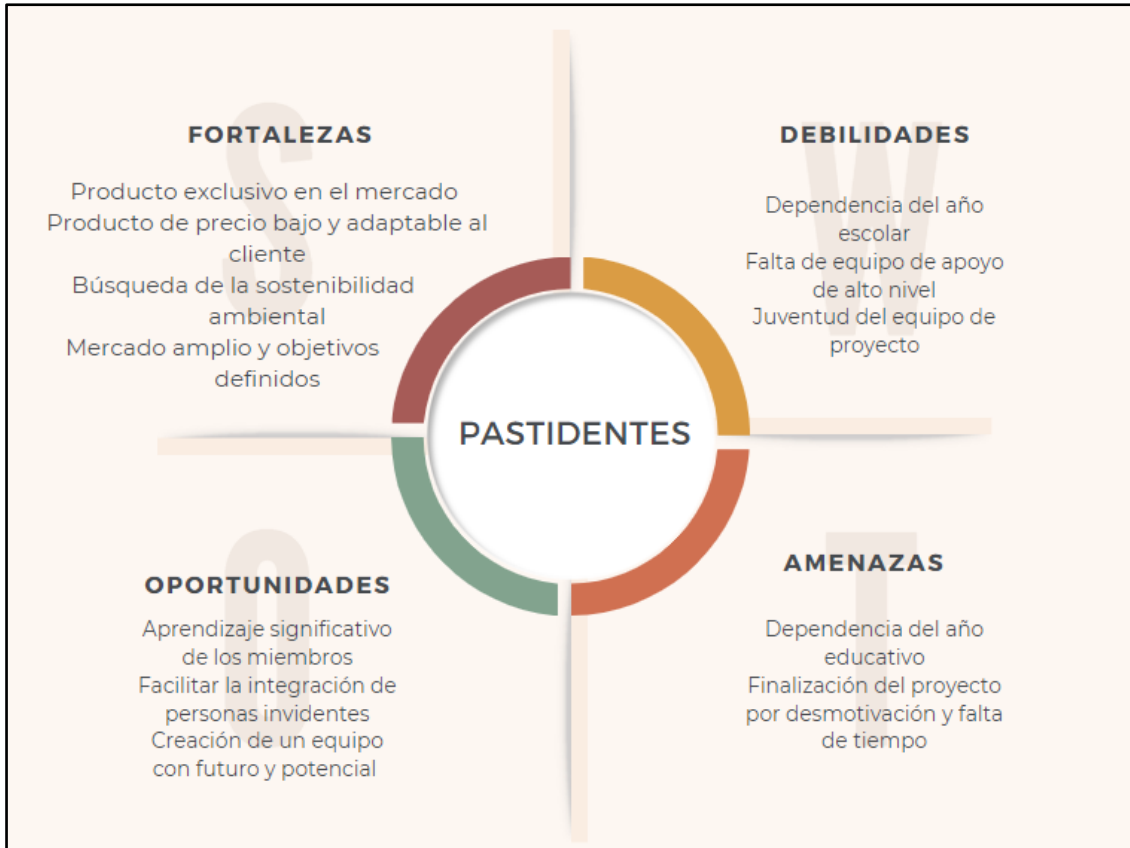 S
FORTALEZAS
Producto exclusivo en el mercado
Producto de precio bajo y adaptable al
cliente
Búsqueda de la sostenibilidad
ambiental
Mercado amplio y objetivos
definidos
W
DEBILIDADES
Dependencia del año
escolar
Falta de equipo de apoyo
de alto nivel
Juventud del equipo de
proyecto
PASTIDENTES
O
OPORTUNIDADES
Aprendizaje significativo
de los miembros
Facilitar la integración de
personas invidentes
Creación de un equipo
con futuro y potencial
T
AMENAZAS
Dependencia del año
educativo
Finalización del proyecto
por desmotivación y falta
de tiempo